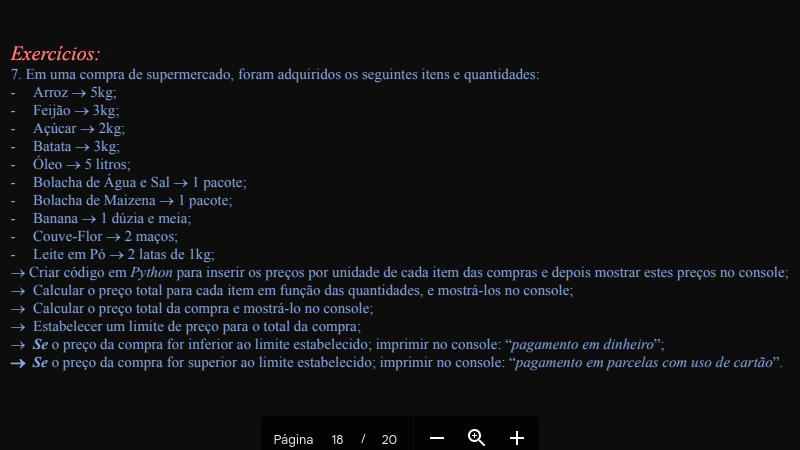 Exercícios:
7. Em uma compra de supermercado, foram adquiridos os seguintes itens e quantidades:
- Arroz → 5kg;
- Feijão → 3kg;
- Açúcar → 2kg;
- Batata → 3kg;
- Óleo → 5 litros;
- Bolacha de Água e Sal → 1 pacote;
- Bolacha de Maizena → 1 pacote;
- Banana → 1 dúzia e meia;
- Couve-Flor → 2 maços;
- Leite em Pó → 2 latas de 1kg;
→ Criar código em Python para inserir os preços por unidade de cada item das compras e depois mostrar estes preços no console;
→ Calcular o preço total para cada item em função das quantidades, e mostrá-los no console;
→ Calcular o preço total da compra e mostrá-lo no console;
→ Estabelecer um limite de preço para o total da compra;
→ Se o preço da compra for inferior ao limite estabelecido; imprimir no console: “pagamento em dinheiro”;
→ Se o preço da compra for superior ao limite estabelecido; imprimir no console: “pagamento em parcelas com uso de cartão”.
Página 18 / 20